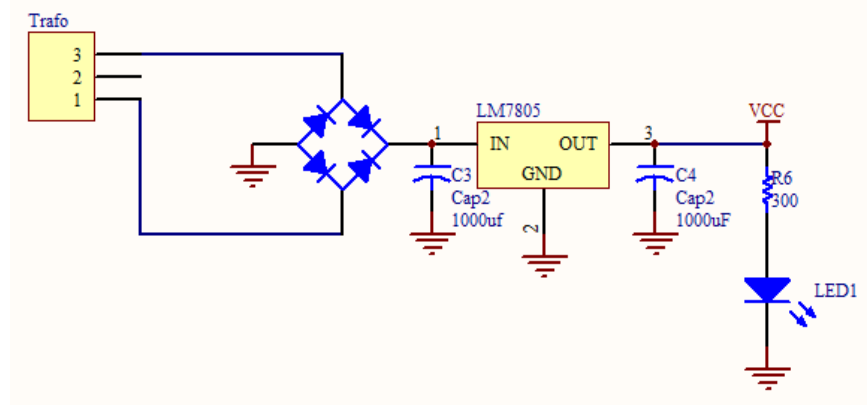 Trafo
3
2
1
LM7805
1
IN
OUT
GND
3
2
C3
Cap2
1000uf
C4
Cap2
1000uF
VCC
R6
300
LED1